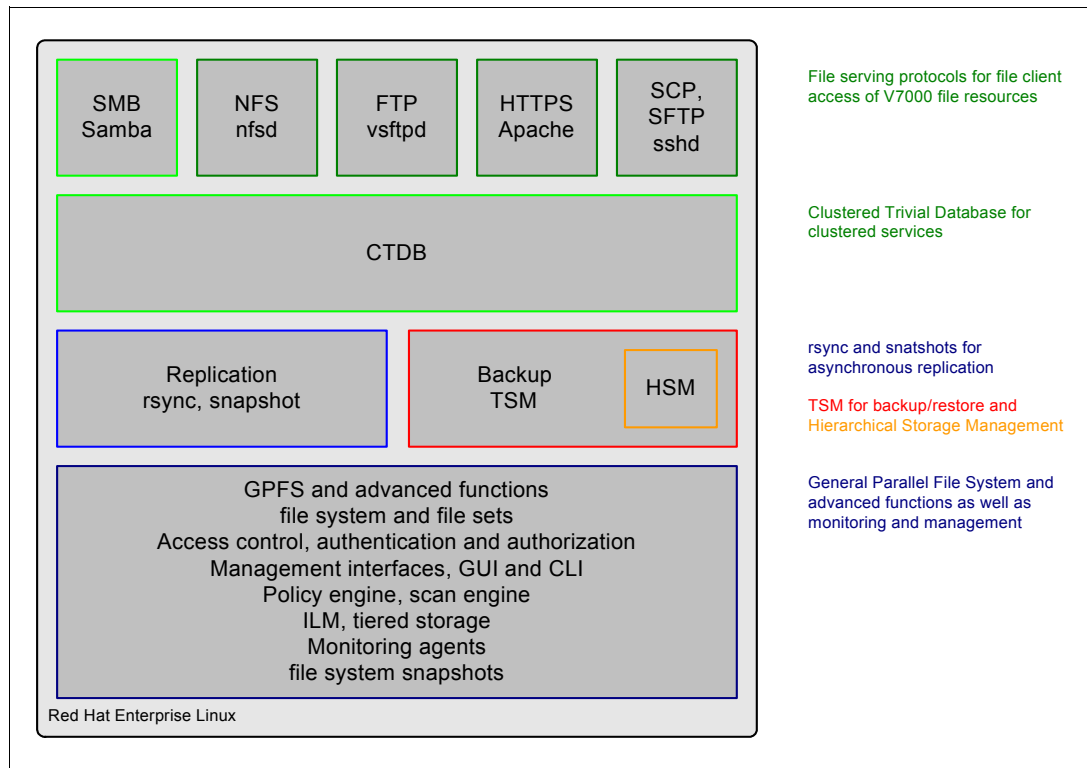 SMB
Samba
NFS
nfsd
FTP
vsftpd
HTTPS
Apache
SCP,
SFTP
sshd
File serving protocols for file client
access of V7000 file resources
CTDB
Clustered Trivial Database for
clustered services
Replication
rsync, snapshot
Backup
TSM
HSM
rsync and snatshots for
asynchronous replication
TSM for backup/restore and
Hierarchical Storage Management
GPFS and advanced functions
file system and file sets
Access control, authentication and authorization
Management interfaces, GUI and CLI
Policy engine, scan engine
ILM, tiered storage
Monitoring agents
file system snapshots
General Parallel File System and
advanced functions as well as
monitoring and management
Red Hat Enterprise Linux